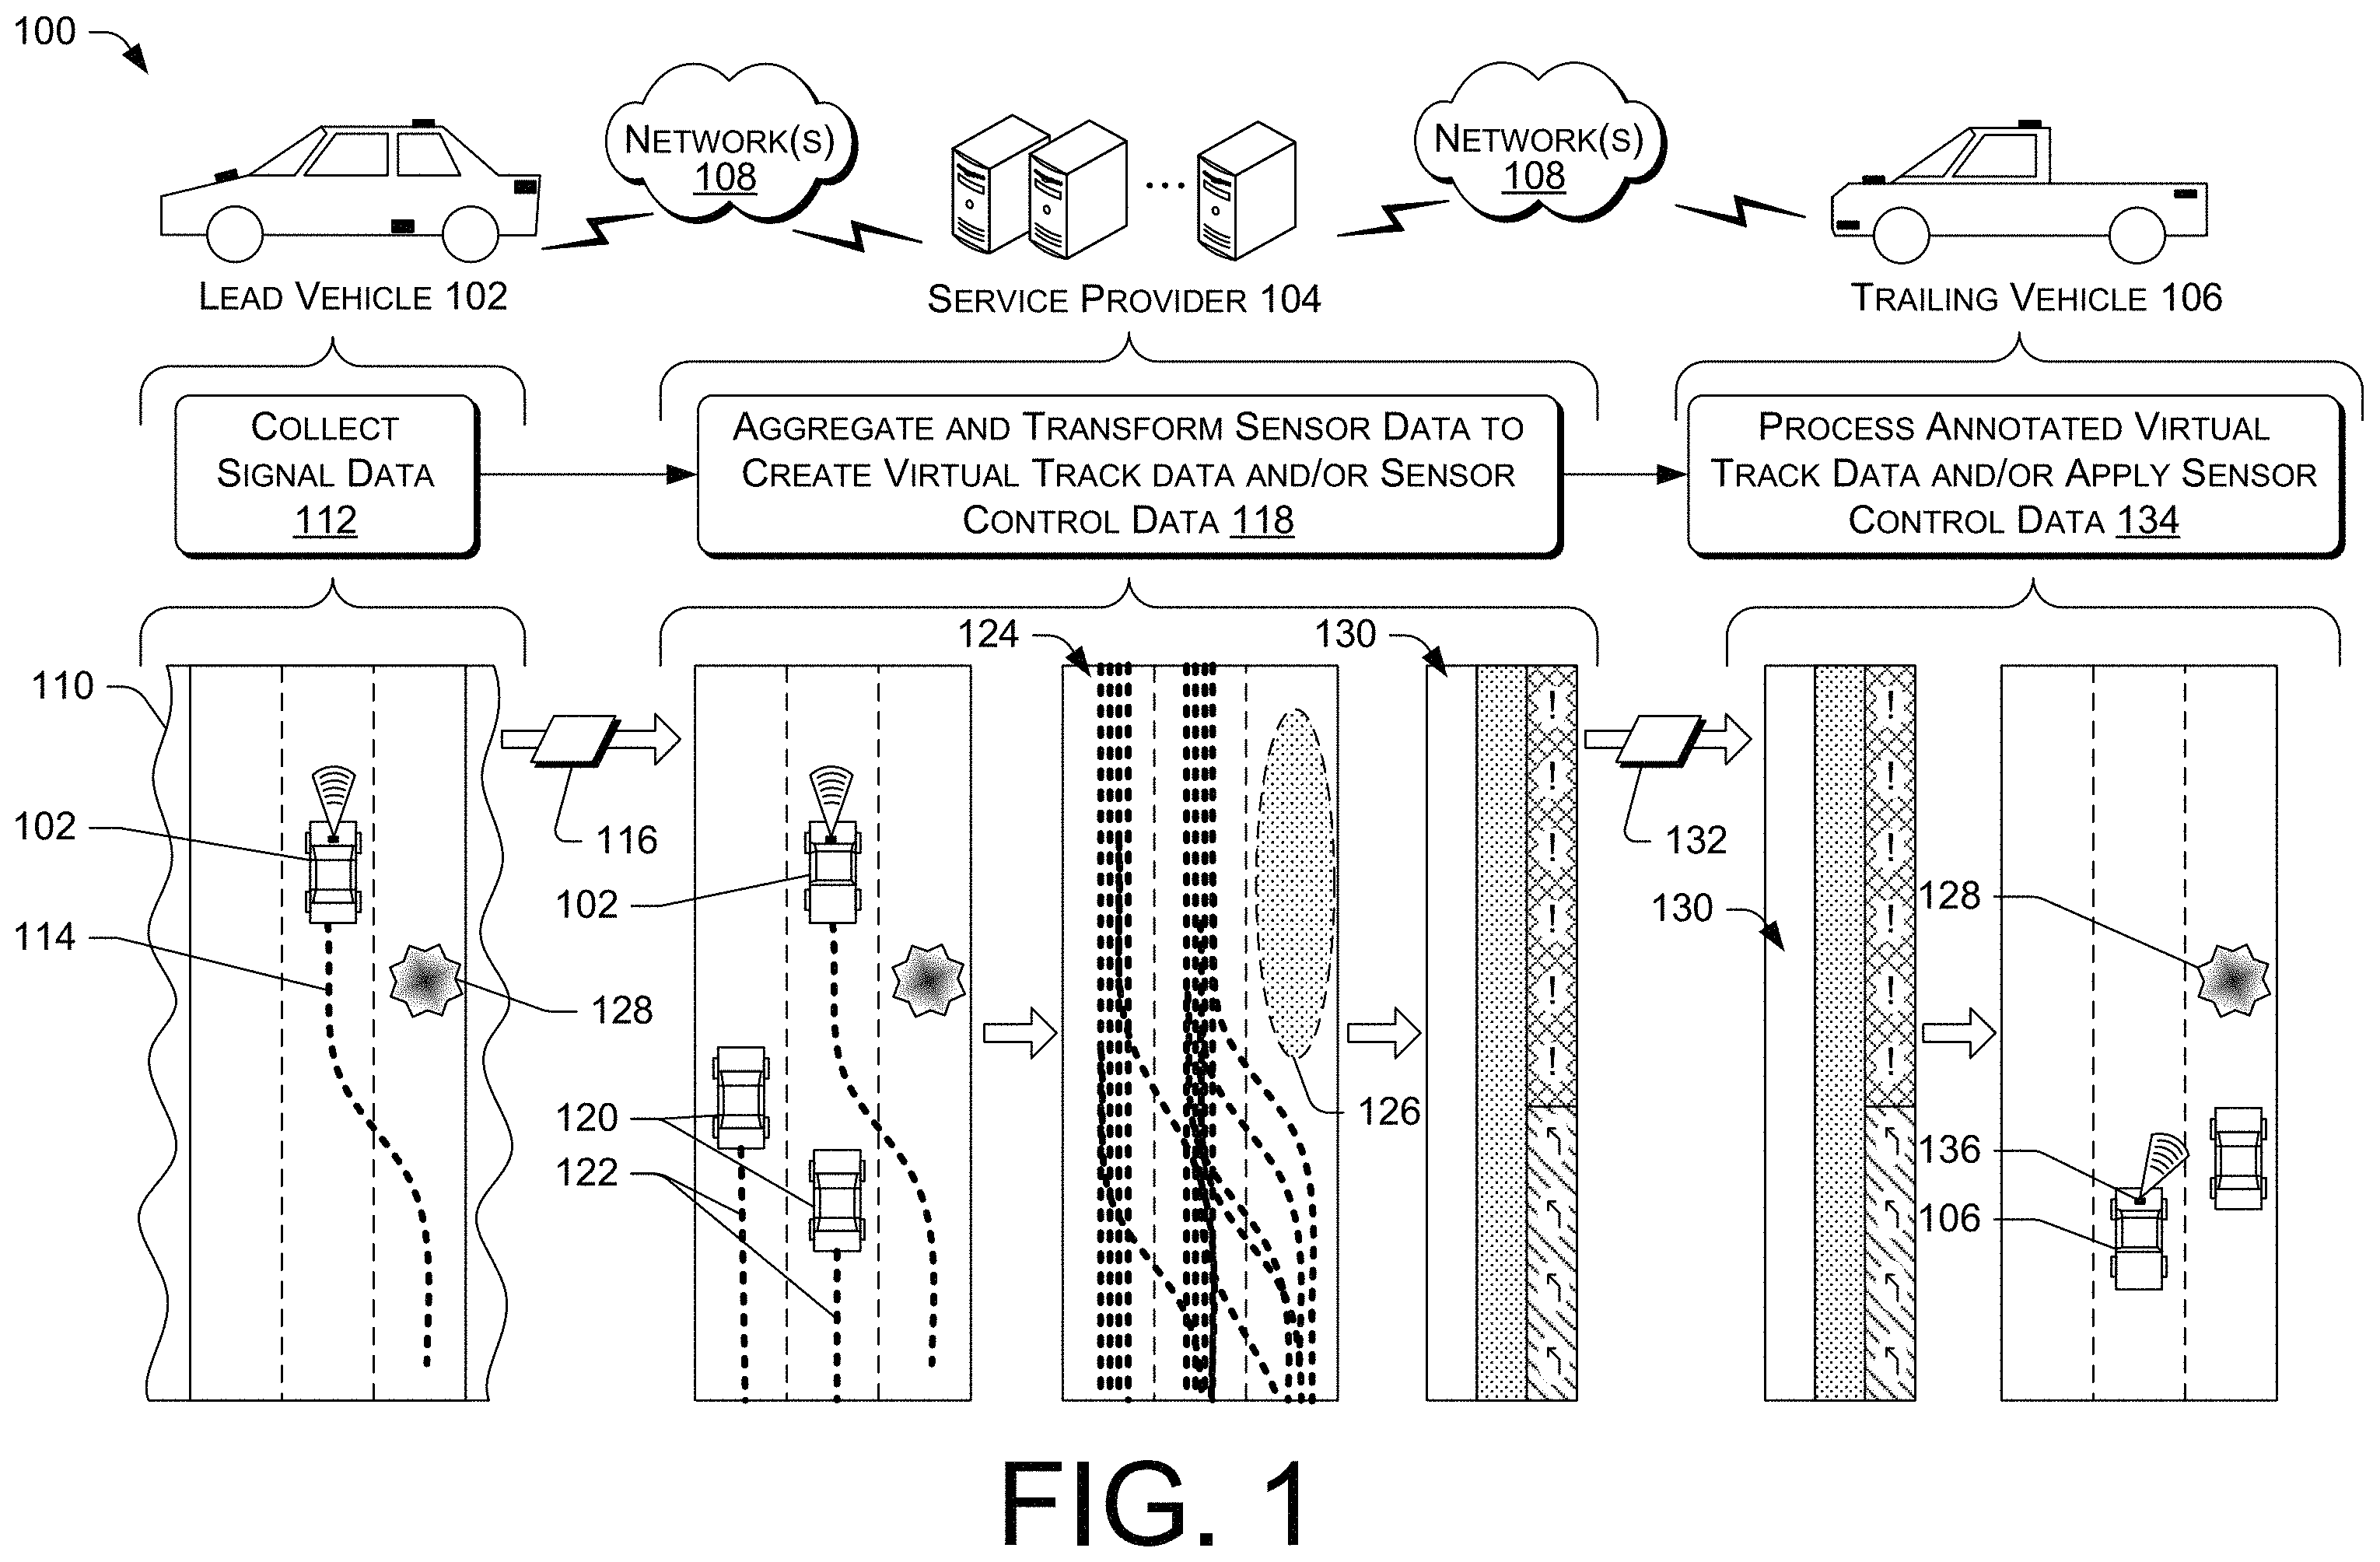 100
NETWORK(S)
108
NETWORK(S)
108
LEAD VEHICLE 102
SERVICE PROVIDER 104
TRAILING VEHICLE 106
COLLECT
SIGNAL DATA
112
AGGREGATE AND TRANSFORM SENSOR DATA TO
CREATE VIRTUAL TRACK DATA AND/OR SENSOR
CONTROL DATA 118
PROCESS ANNOTATED VIRTUAL
TRACK DATA AND/OR APPLY SENSOR
CONTROL DATA 134
110
102
114
128
116
102
120
122
124
126
130
! ! ! ! ! ! !
132
130
! ! ! ! ! ! !
128
136
106
FIG. 1